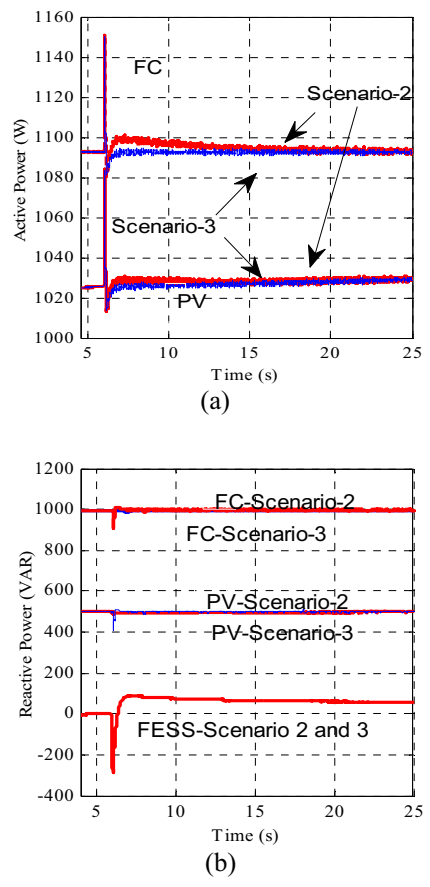 1160
1140
1120
1100
1080
1060
1040
1020
1000
Active Power (W)
FC
Scenario-2
Scenario-3
PV
5 10 15 20 25
Time (s)
(a)
1200
1000
800
600
400
200
0
-200
-400
Reactive Power (VAR)
FC-Scenario-2
FC-Scenario-3
PV-Scenario-2
PV-Scenario-3
FESS-Scenario 2 and 3
5 10 15 20 25
Time (s)
(b)